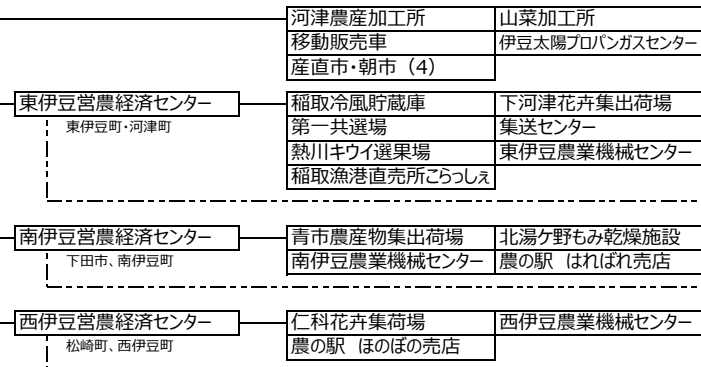 河津農産加工所 山菜加工所
移動販売車 伊豆太陽プロパンガスセンター
産直市・朝市（4）
東伊豆営農経済センター 稲取冷風貯蔵庫 下河津花卉集出荷場
東伊豆町・河津町 第一共選場 集送センター
熱川キウイ選果場 東伊豆農業機械センター
稲取漁港直売所こらっしぇ
南伊豆営農経済センター 青市農産物集出荷場 北湯ケ野もみ乾燥施設
下田市、南伊豆町 南伊豆農業機械センター 農の駅　はればれ売店
西伊豆営農経済センター 仁科花卉集荷場 西伊豆農業機械センター
松崎町、西伊豆町 農の駅　ほのぼの売店